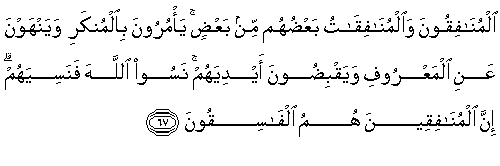 ٱلْمُنَٰفِقُونَ وَٱلْمُنَٰفِقَٰتُ بَعْضُهُم مِّنۢ بَعْضٍ ۚ يَأْمُرُونَ بِٱلْمُنكَرِ وَيَنْهَوْنَ
عَنِ ٱلْمَعْرُوفِ وَيَقْبِضُونَ أَيْدِيَهُمْ ۚ نَسُوا۟ ٱللَّهَ فَنَسِيَهُمْ ۗ
إِنَّ ٱلْمُنَٰفِقِينَ هُمُ ٱلْفَٰسِقُونَ ٦٧